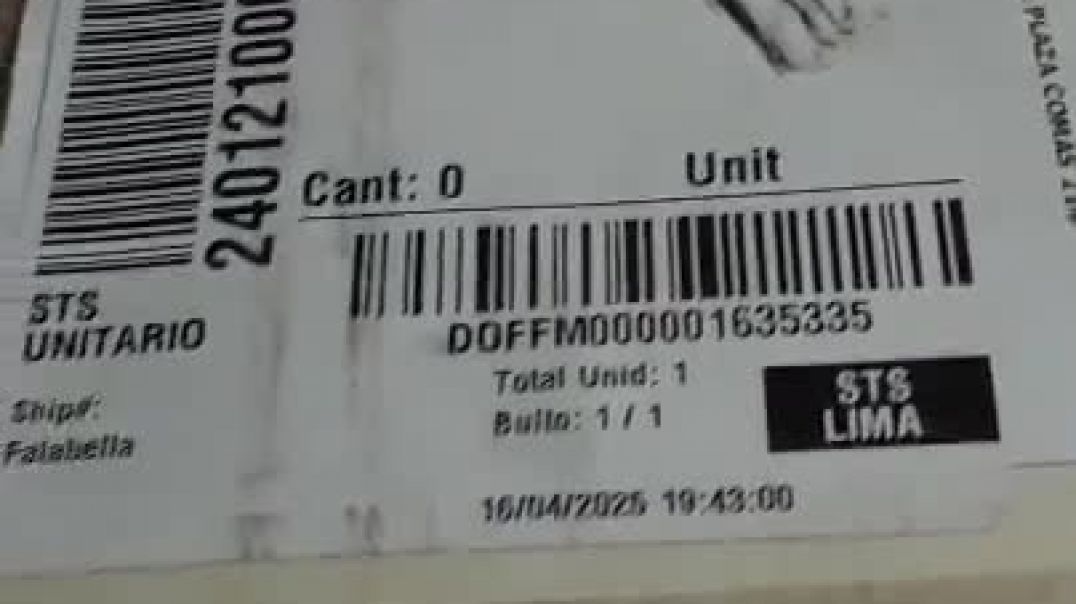 PLAZA COMAS
24012100
Cant: 0 Unit
DOFFM000001635335
STS
UNITARIO
Total Unid: 1
Bulto: 1 / 1
STS
LIMA
Ship#:
Falabella
16/04/2025 19:43:00